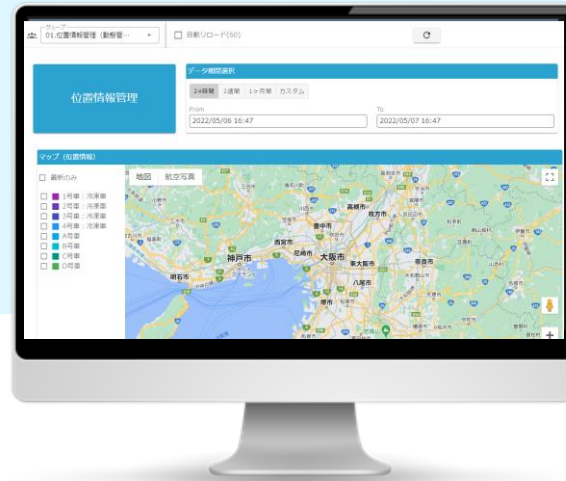 グループ
01.位置情報管理（動態管…
自動リロード(60)
位置情報管理
データ期間選択
24時間 2週間 1ヶ月間 カスタム
From
2022/05/06 16:47
To
2022/05/07 16:47
マップ（位置情報）
最新のみ
1号車：冷凍車
2号車：冷凍車
3号車：冷凍車
4号車：冷凍車
A号車
B号車
C号車
D号車
地図 航空写真
三田市
高槻市
枚方市
豊中市
西宮市
神戸市
尼崎市
大阪市
東大阪市
奈良市
明石市
八尾市
堺市